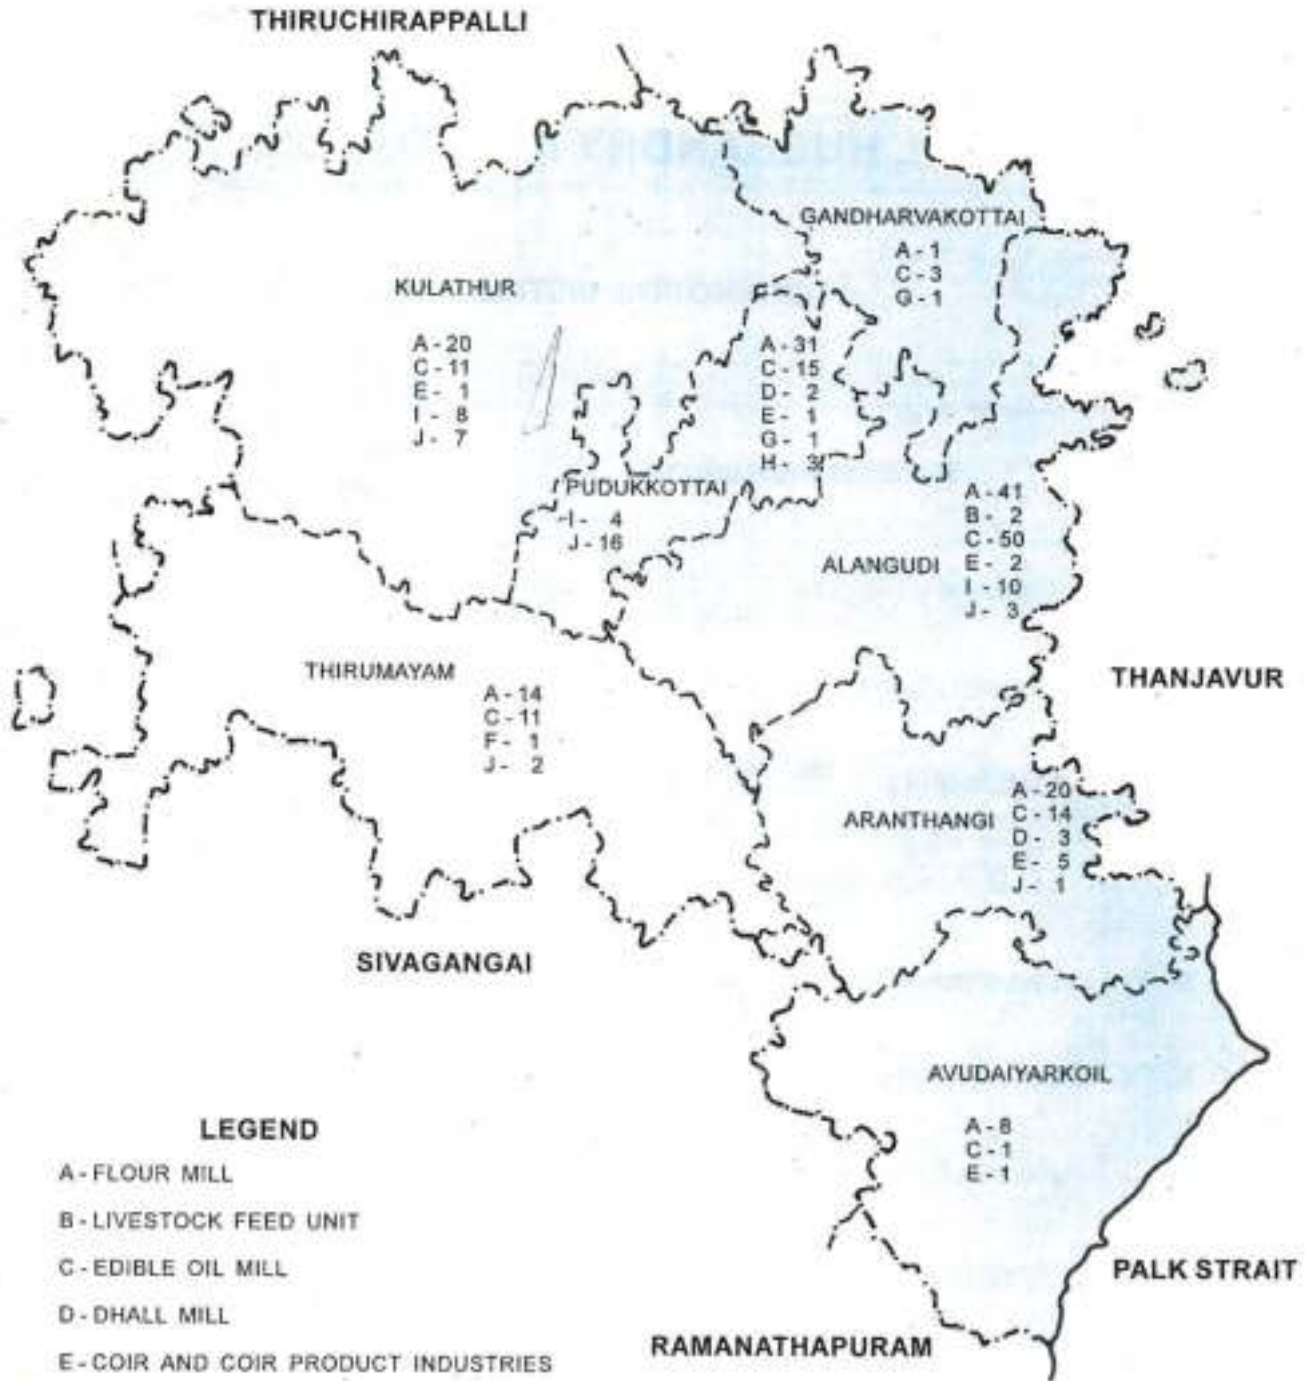 THIRUCHIRAPPALLI
GANDHARVAKOTTAI
A - 1
C - 3
G - 1
KULATHUR
A - 20
C - 11
E - 1
I - 8
J - 7
A - 31
C - 15
D - 2
E - 1
G - 1
H - 3
PUDUKKOTTAI
I - 4
J - 16
ALANGUDI
A - 41
B - 2
C - 50
E - 2
I - 10
J - 3
THIRUMAYAM
A - 14
C - 11
F - 1
J - 2
THANJAVUR
ARANTHANGI
A - 20
C - 14
D - 3
E - 5
J - 1
SIVAGANGAI
AVUDAIYARKOIL
A - 8
C - 1
E - 1
PALK STRAIT
RAMANATHAPURAM
LEGEND
A - FLOUR MILL
B - LIVESTOCK FEED UNIT
C - EDIBLE OIL MILL
D - DHALL MILL
E - COIR AND COIR PRODUCT INDUSTRIES